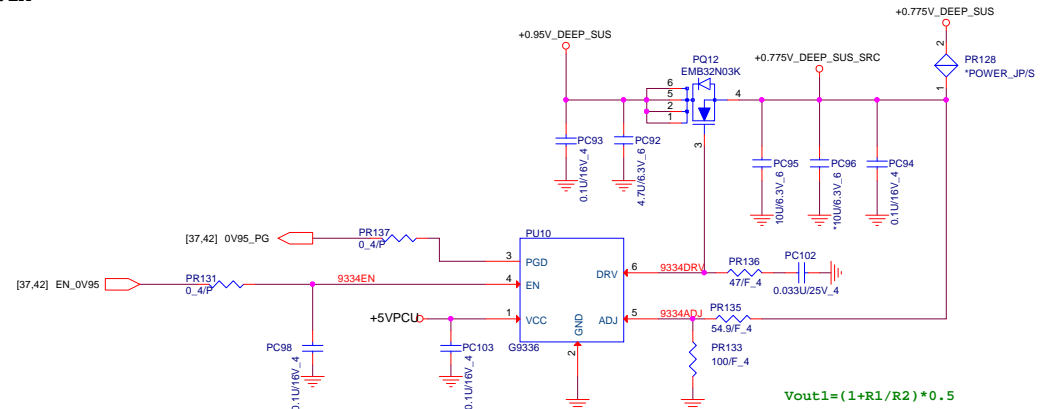 +0.775V_DEEP_SUS
+0.95V_DEEP_SUS
2
PQ12
EMB32N03K
+0.775V_DEEP_SUS_SRC
PR128
*POWER_JP/S
1
6
5
2
1
4
3
PC93
0.1U/16V_4
PC92
4.7U/6.3V_6
PC95
10U/6.3V_6
PC96
*10U/6.3V_6
PC94
0.1U/16V_4
[37,42] 0V95_PG
PR137
0_4/P
PU10
3
PGD
[37,42] EN_0V95
PR131
0_4/P
9334EN
4
EN
DRV
6
9334DRV
PR136
47/F_4
PC102
0.033U/25V_4
+5VPCU
1
VCC
GND
2
ADJ
5
9334ADJ
PR135
54.9/F_4
G9336
PC98
0.1U/16V_4
PC103
0.1U/16V_4
PR133
100/F_4
Vout1=(1+R1/R2)*0.5